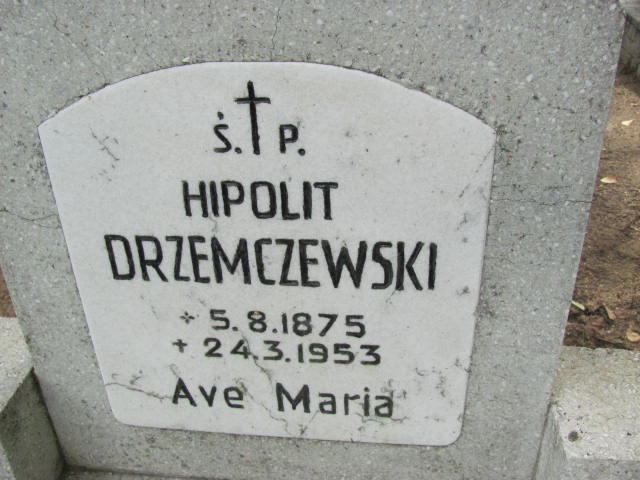 Ś. † P.
HIPOLIT
DRZEMCZEWSKI
+ 5.8.1875
+ 24.3.1953
Ave Maria